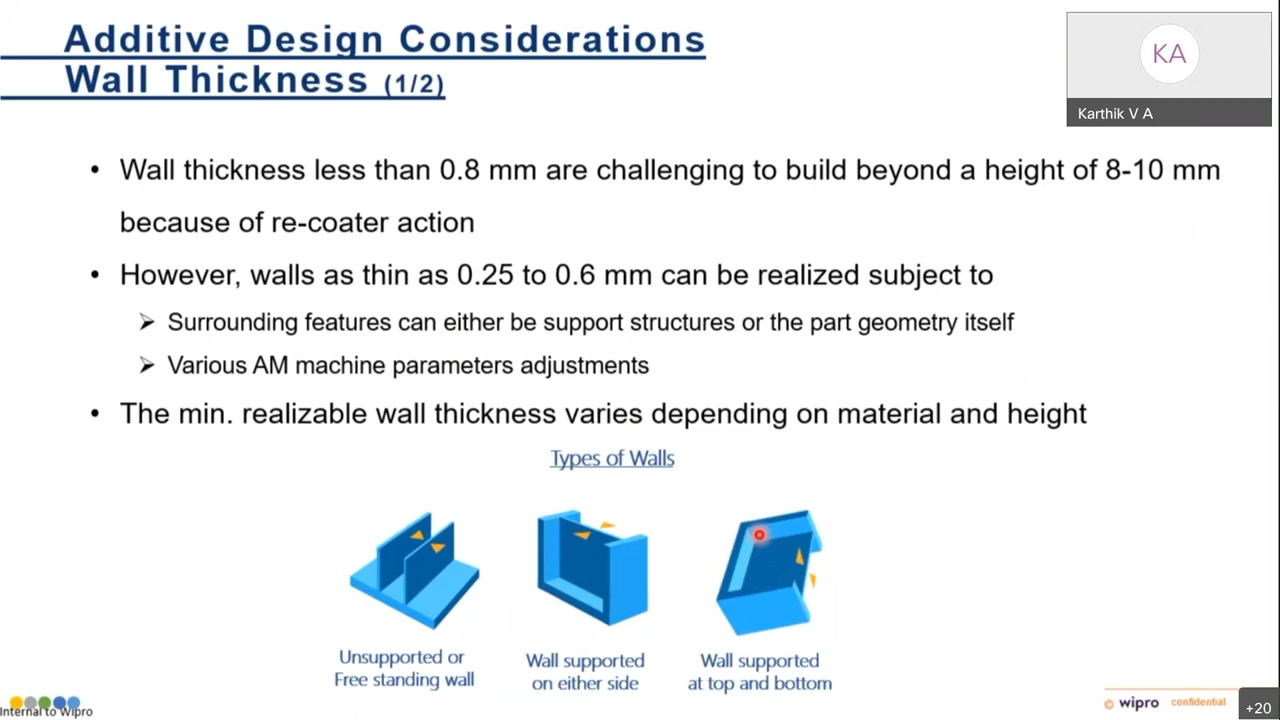 Additive Design Considerations
Wall Thickness (1/2)
KA
Karthik V A
• Wall thickness less than 0.8 mm are challenging to build beyond a height of 8-10 mm
because of re-coater action
• However, walls as thin as 0.25 to 0.6 mm can be realized subject to
➢ Surrounding features can either be support structures or the part geometry itself
➢ Various AM machine parameters adjustments
• The min. realizable wall thickness varies depending on material and height
Types of Walls
Unsupported or
Free standing wall
Wall supported
on either side
Wall supported
at top and bottom
Internal to Wipro
© wipro confidential
+20